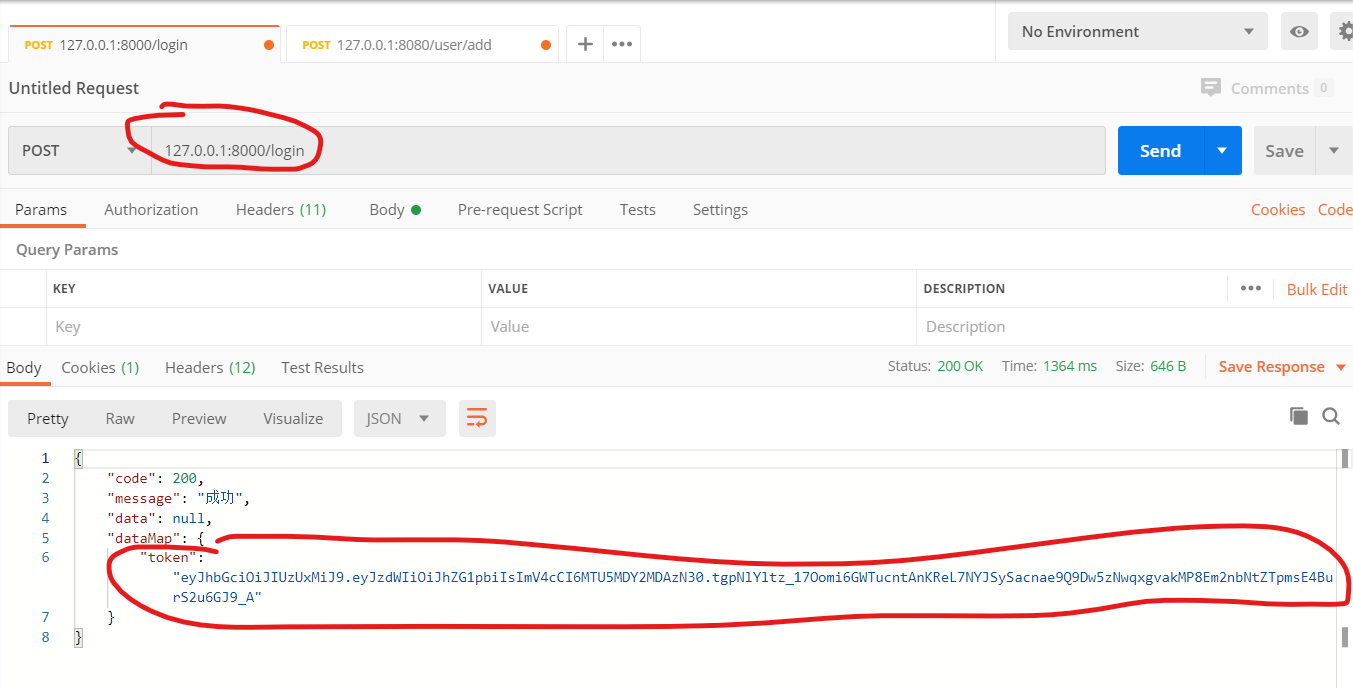 POST 127.0.0.1:8000/login POST 127.0.0.1:8080/user/add No Environment
Untitled Request Comments 0
POST 127.0.0.1:8000/login Send Save
Params Authorization Headers (11) Body Pre-request Script Tests Settings Cookies Code
Query Params
KEY VALUE DESCRIPTION Bulk Edit
Key Value Description
Body Cookies (1) Headers (12) Test Results Status: 200 OK Time: 1364 ms Size: 646 B Save Response
Pretty Raw Preview Visualize JSON
1 {
2 "code": 200,
3 "message": "成功",
4 "data": null,
5 "dataMap": {
6 "token":
"eyJhbGciOiJIUzUxMiJ9.eyJzdWIiOiJhZG1pbiIsImV4cCI6MTU5MDY2MDAzN30.tgpNlYltz_17Oomi6GWTucntAnKReL7NYJSySacnae9Q9Dw5zNwqxgvakMP8Em2nbNtZTpmsE4Bu
rS2u6GJ9_A"
7 }
8 }